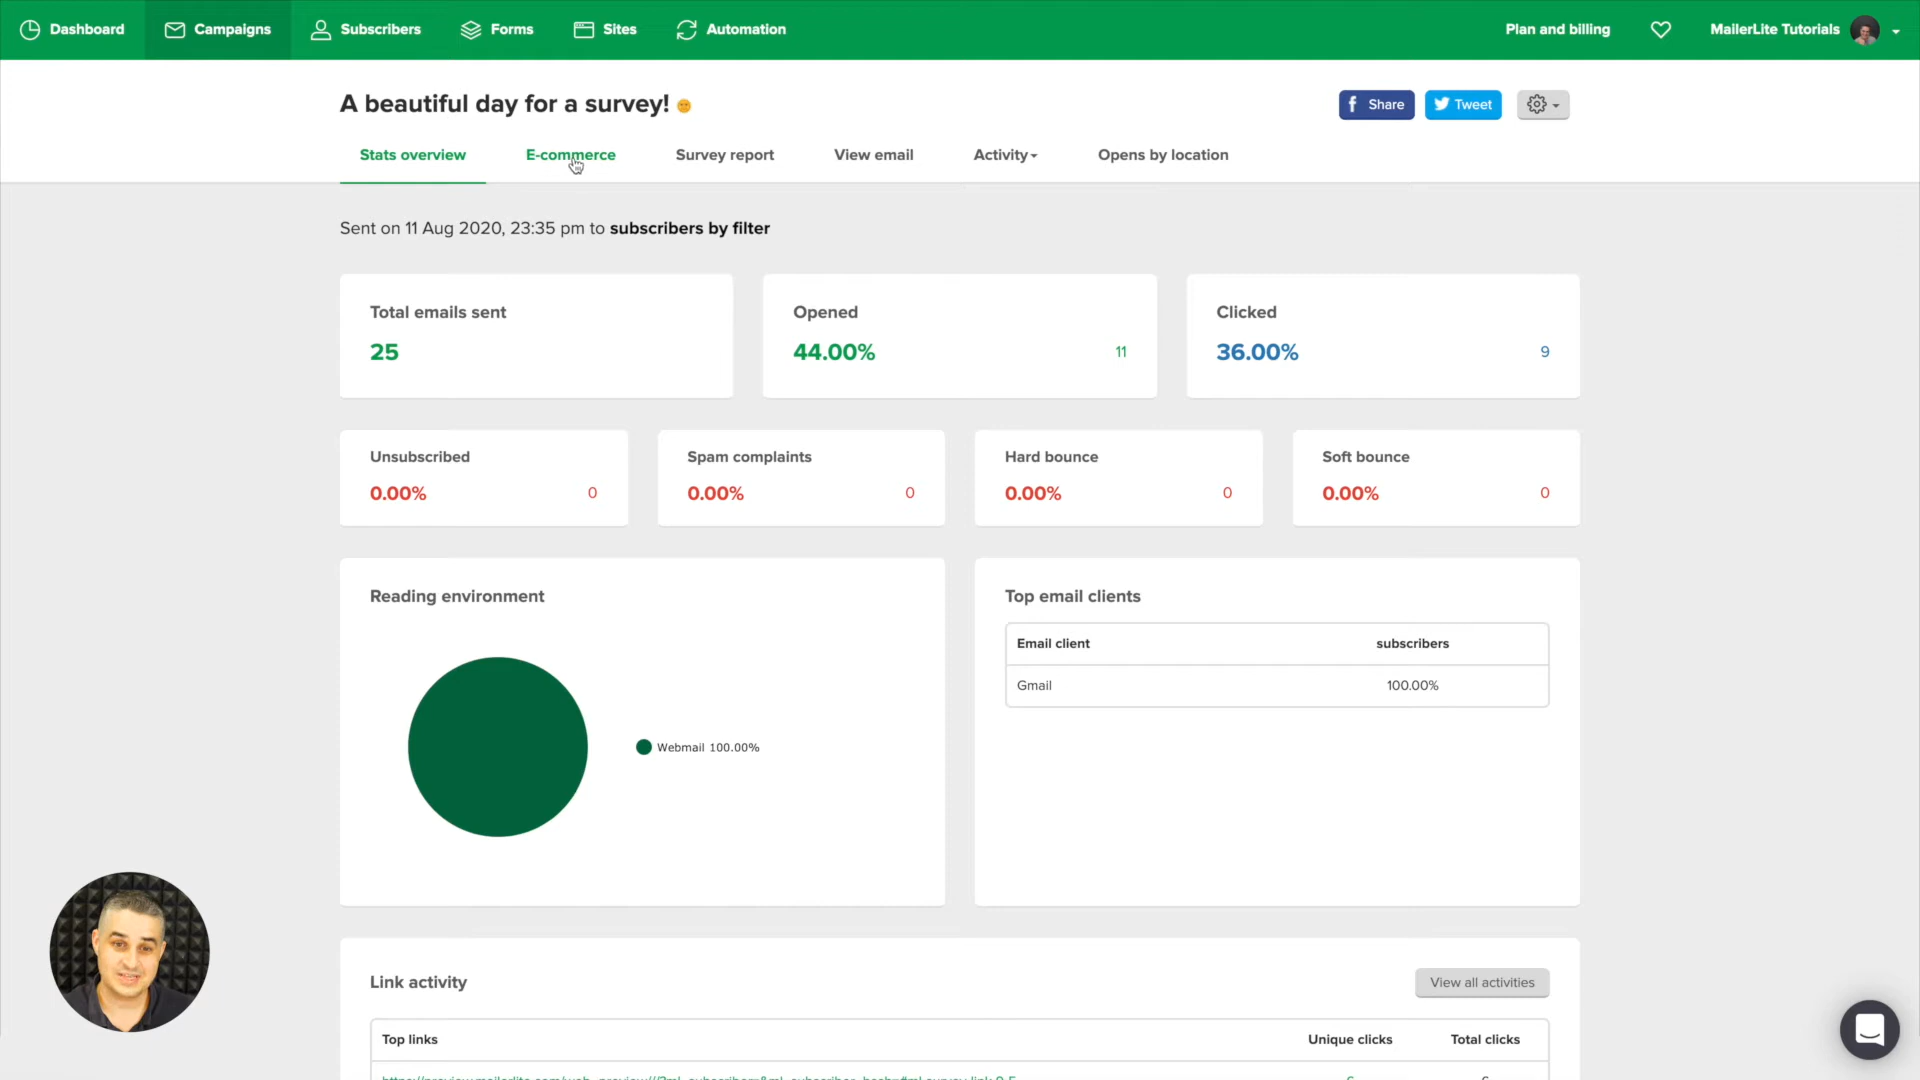 Dashboard
Campaigns
Subscribers
Forms
Sites
Automation
Plan and billing
MailerLite Tutorials
A beautiful day for a survey!
Share
Tweet
Stats overview
E-commerce
Survey report
View email
Activity
Opens by location
Sent on 11 Aug 2020, 23:35 pm to subscribers by filter
Total emails sent
25
Opened
44.00% 11
Clicked
36.00% 9
Unsubscribed
0.00% 0
Spam complaints
0.00% 0
Hard bounce
0.00% 0
Soft bounce
0.00% 0
Reading environment
Webmail 100.00%
Top email clients
Email client subscribers
Gmail 100.00%
Link activity
View all activities
Top links Unique clicks Total clicks